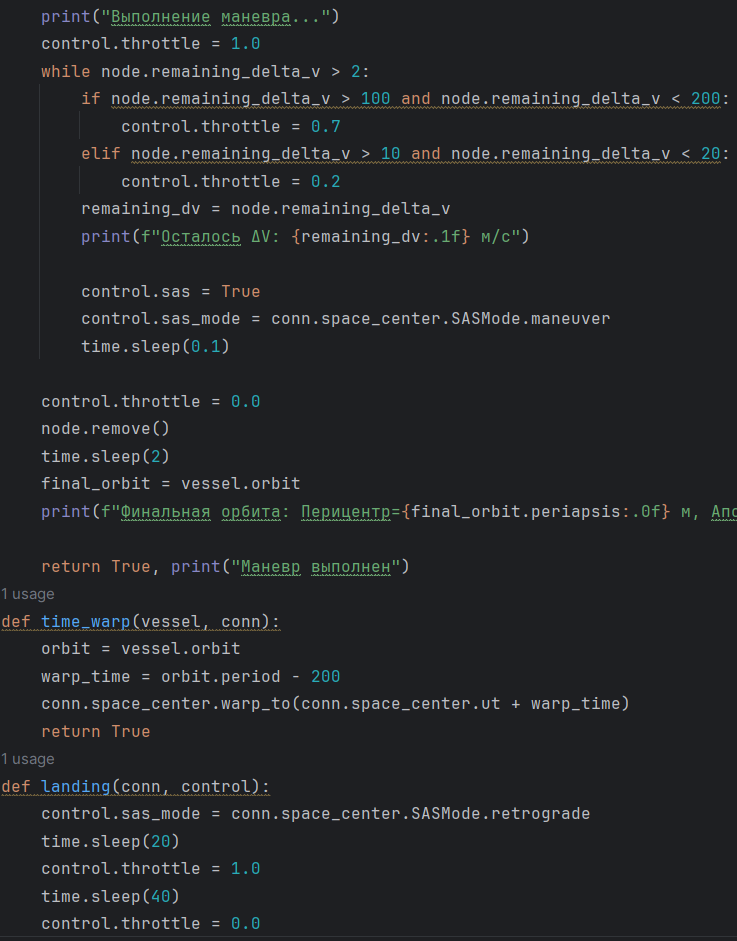 print("Выполнение маневра...")
control.throttle = 1.0
while node.remaining_delta_v > 2:
if node.remaining_delta_v > 100 and node.remaining_delta_v < 200:
control.throttle = 0.7
elif node.remaining_delta_v > 10 and node.remaining_delta_v < 20:
control.throttle = 0.2
remaining_dv = node.remaining_delta_v
print(f"Осталось ΔV: {remaining_dv:.1f} м/с")
control.sas = True
control.sas_mode = conn.space_center.SASMode.maneuver
time.sleep(0.1)
control.throttle = 0.0
node.remove()
time.sleep(2)
final_orbit = vessel.orbit
print(f"Финальная орбита: Перицентр={final_orbit.periapsis:.0f} м,
return True, print("Маневр выполнен")
1 usage
def time_warp(vessel, conn):
orbit = vessel.orbit
warp_time = orbit.period - 200
conn.space_center.warp_to(conn.space_center.ut + warp_time)
return True
1 usage
def landing(conn, control):
control.sas_mode = conn.space_center.SASMode.retrograde
time.sleep(20)
control.throttle = 1.0
time.sleep(40)
control.throttle = 0.0